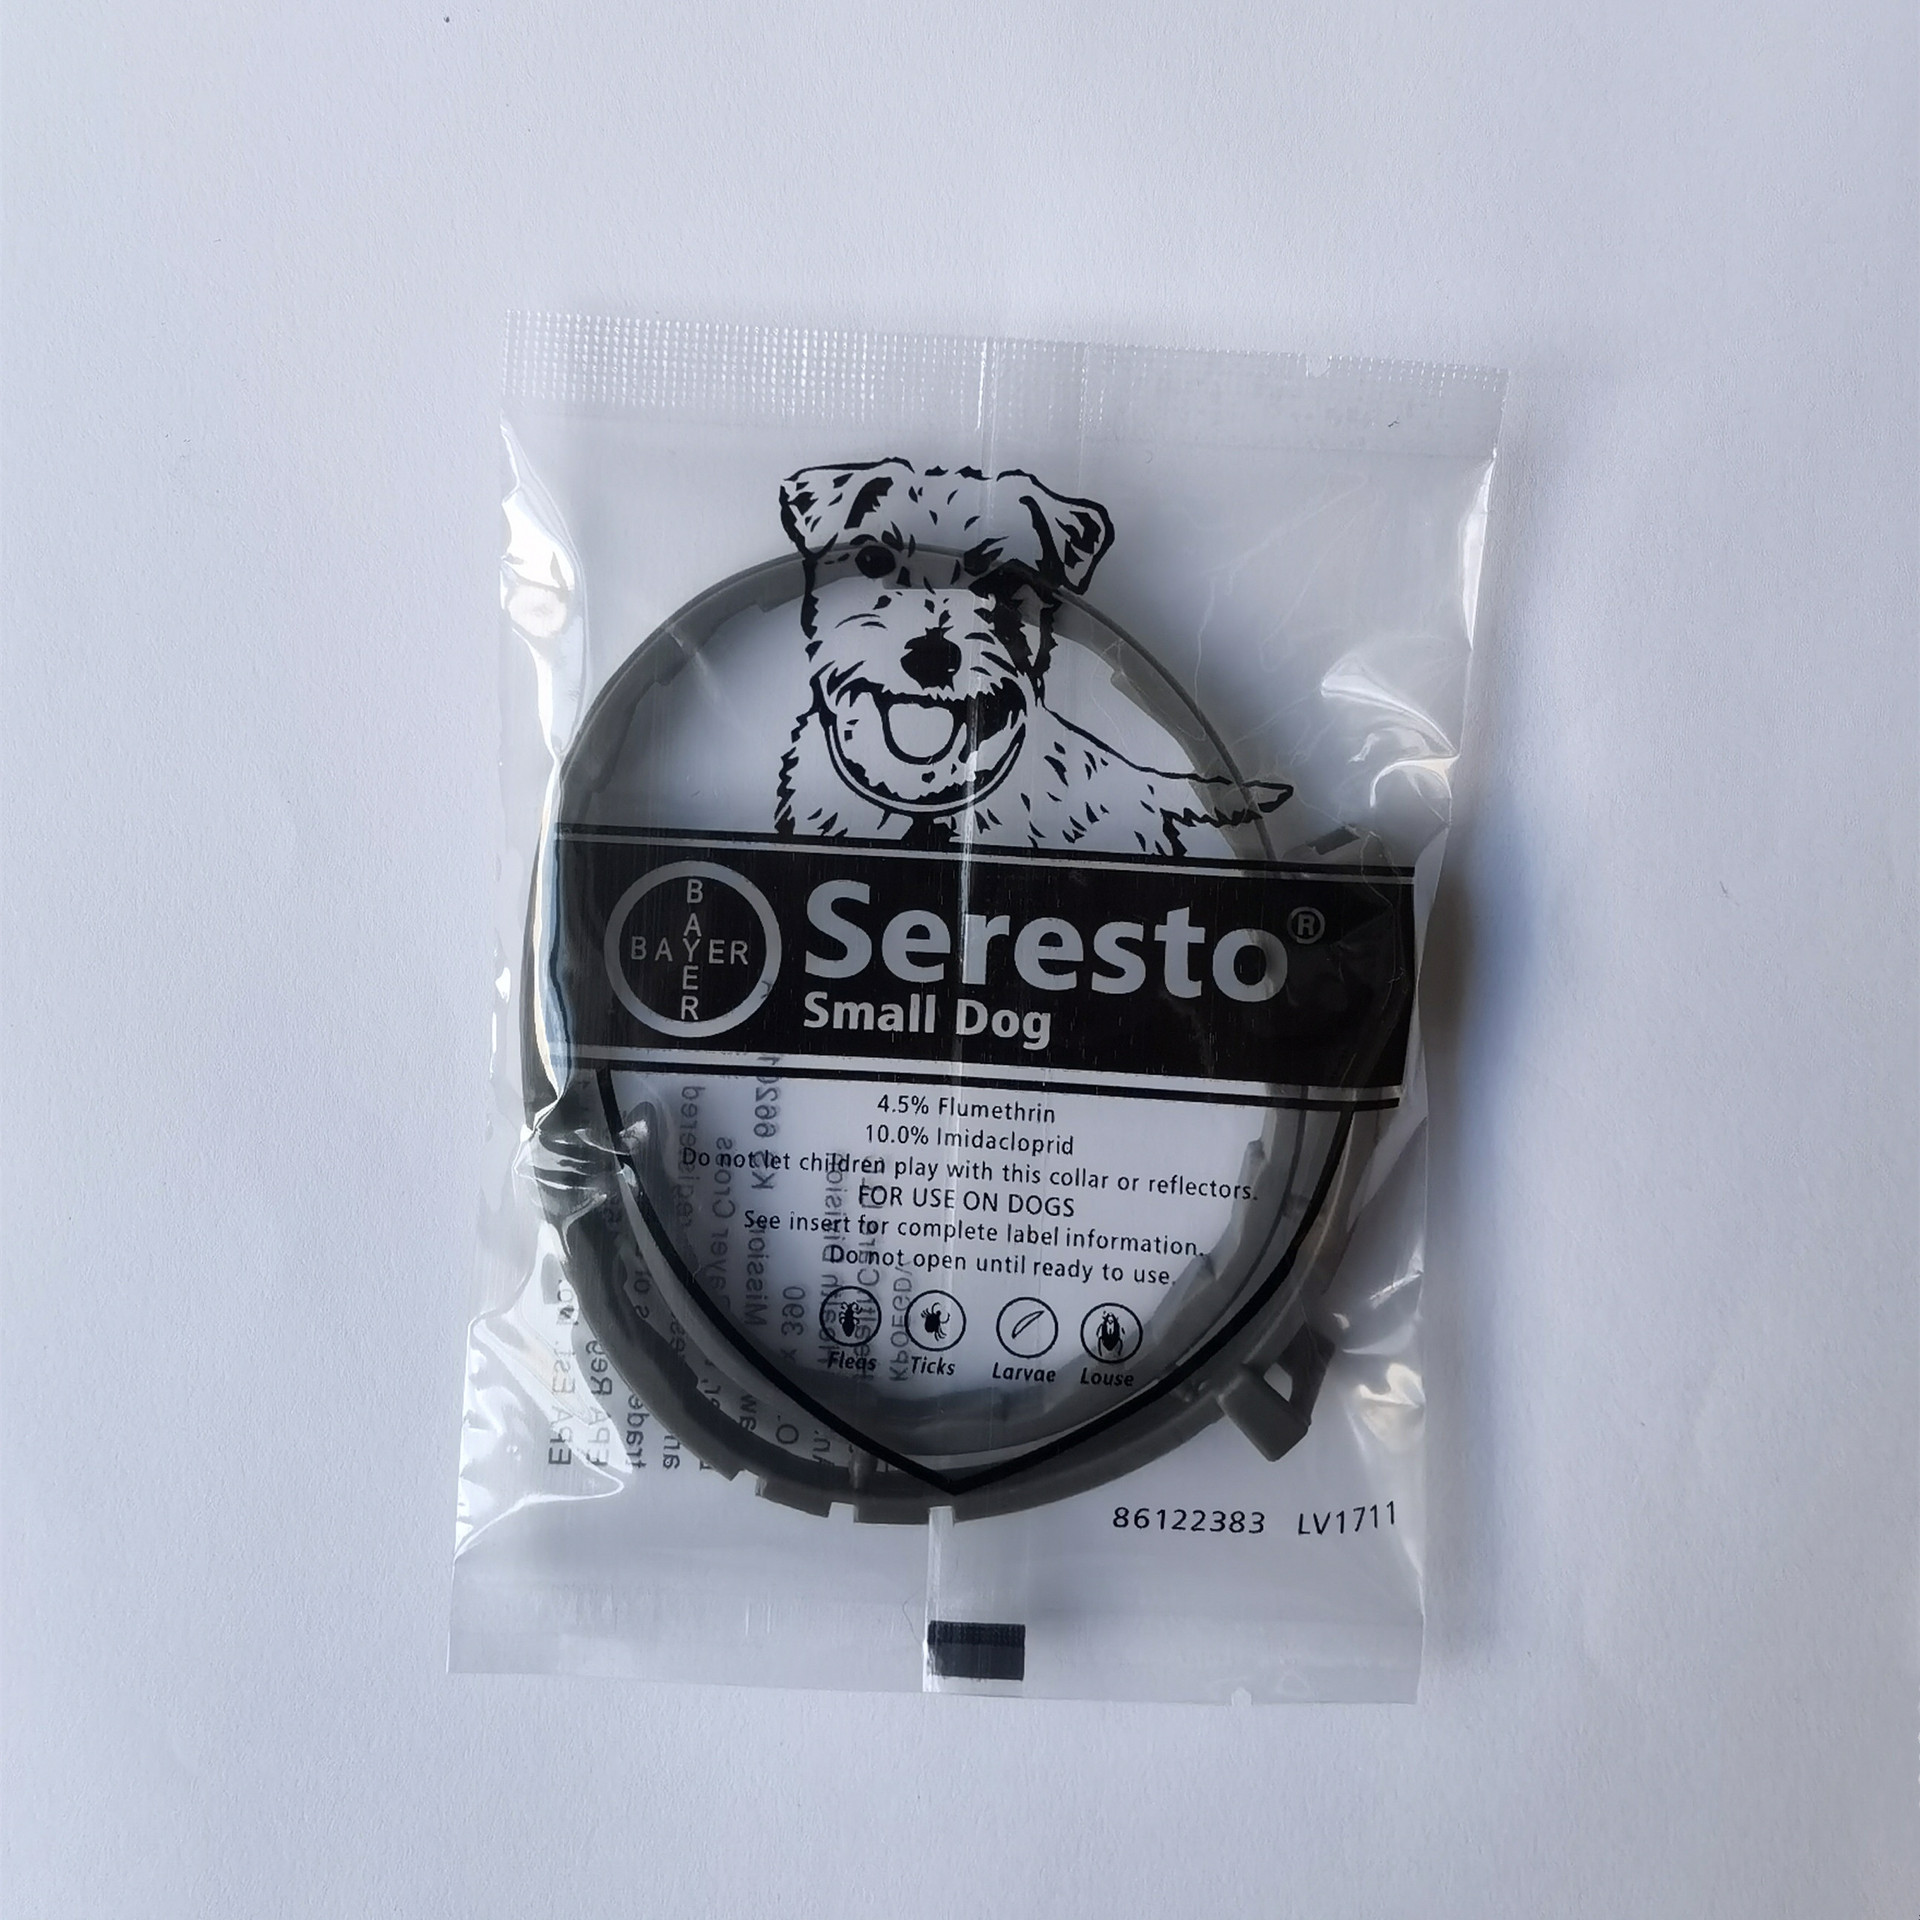 BAYER
BAYER
Seresto®
Small Dog
4.5% Flumethrin
10.0% Imidacloprid
Do not let children play with this collar or reflectors.
FOR USE ON DOGS
See insert for complete label information.
Do not open until ready to use.
Fleas Ticks Larvae Louse
86122383 LV1711